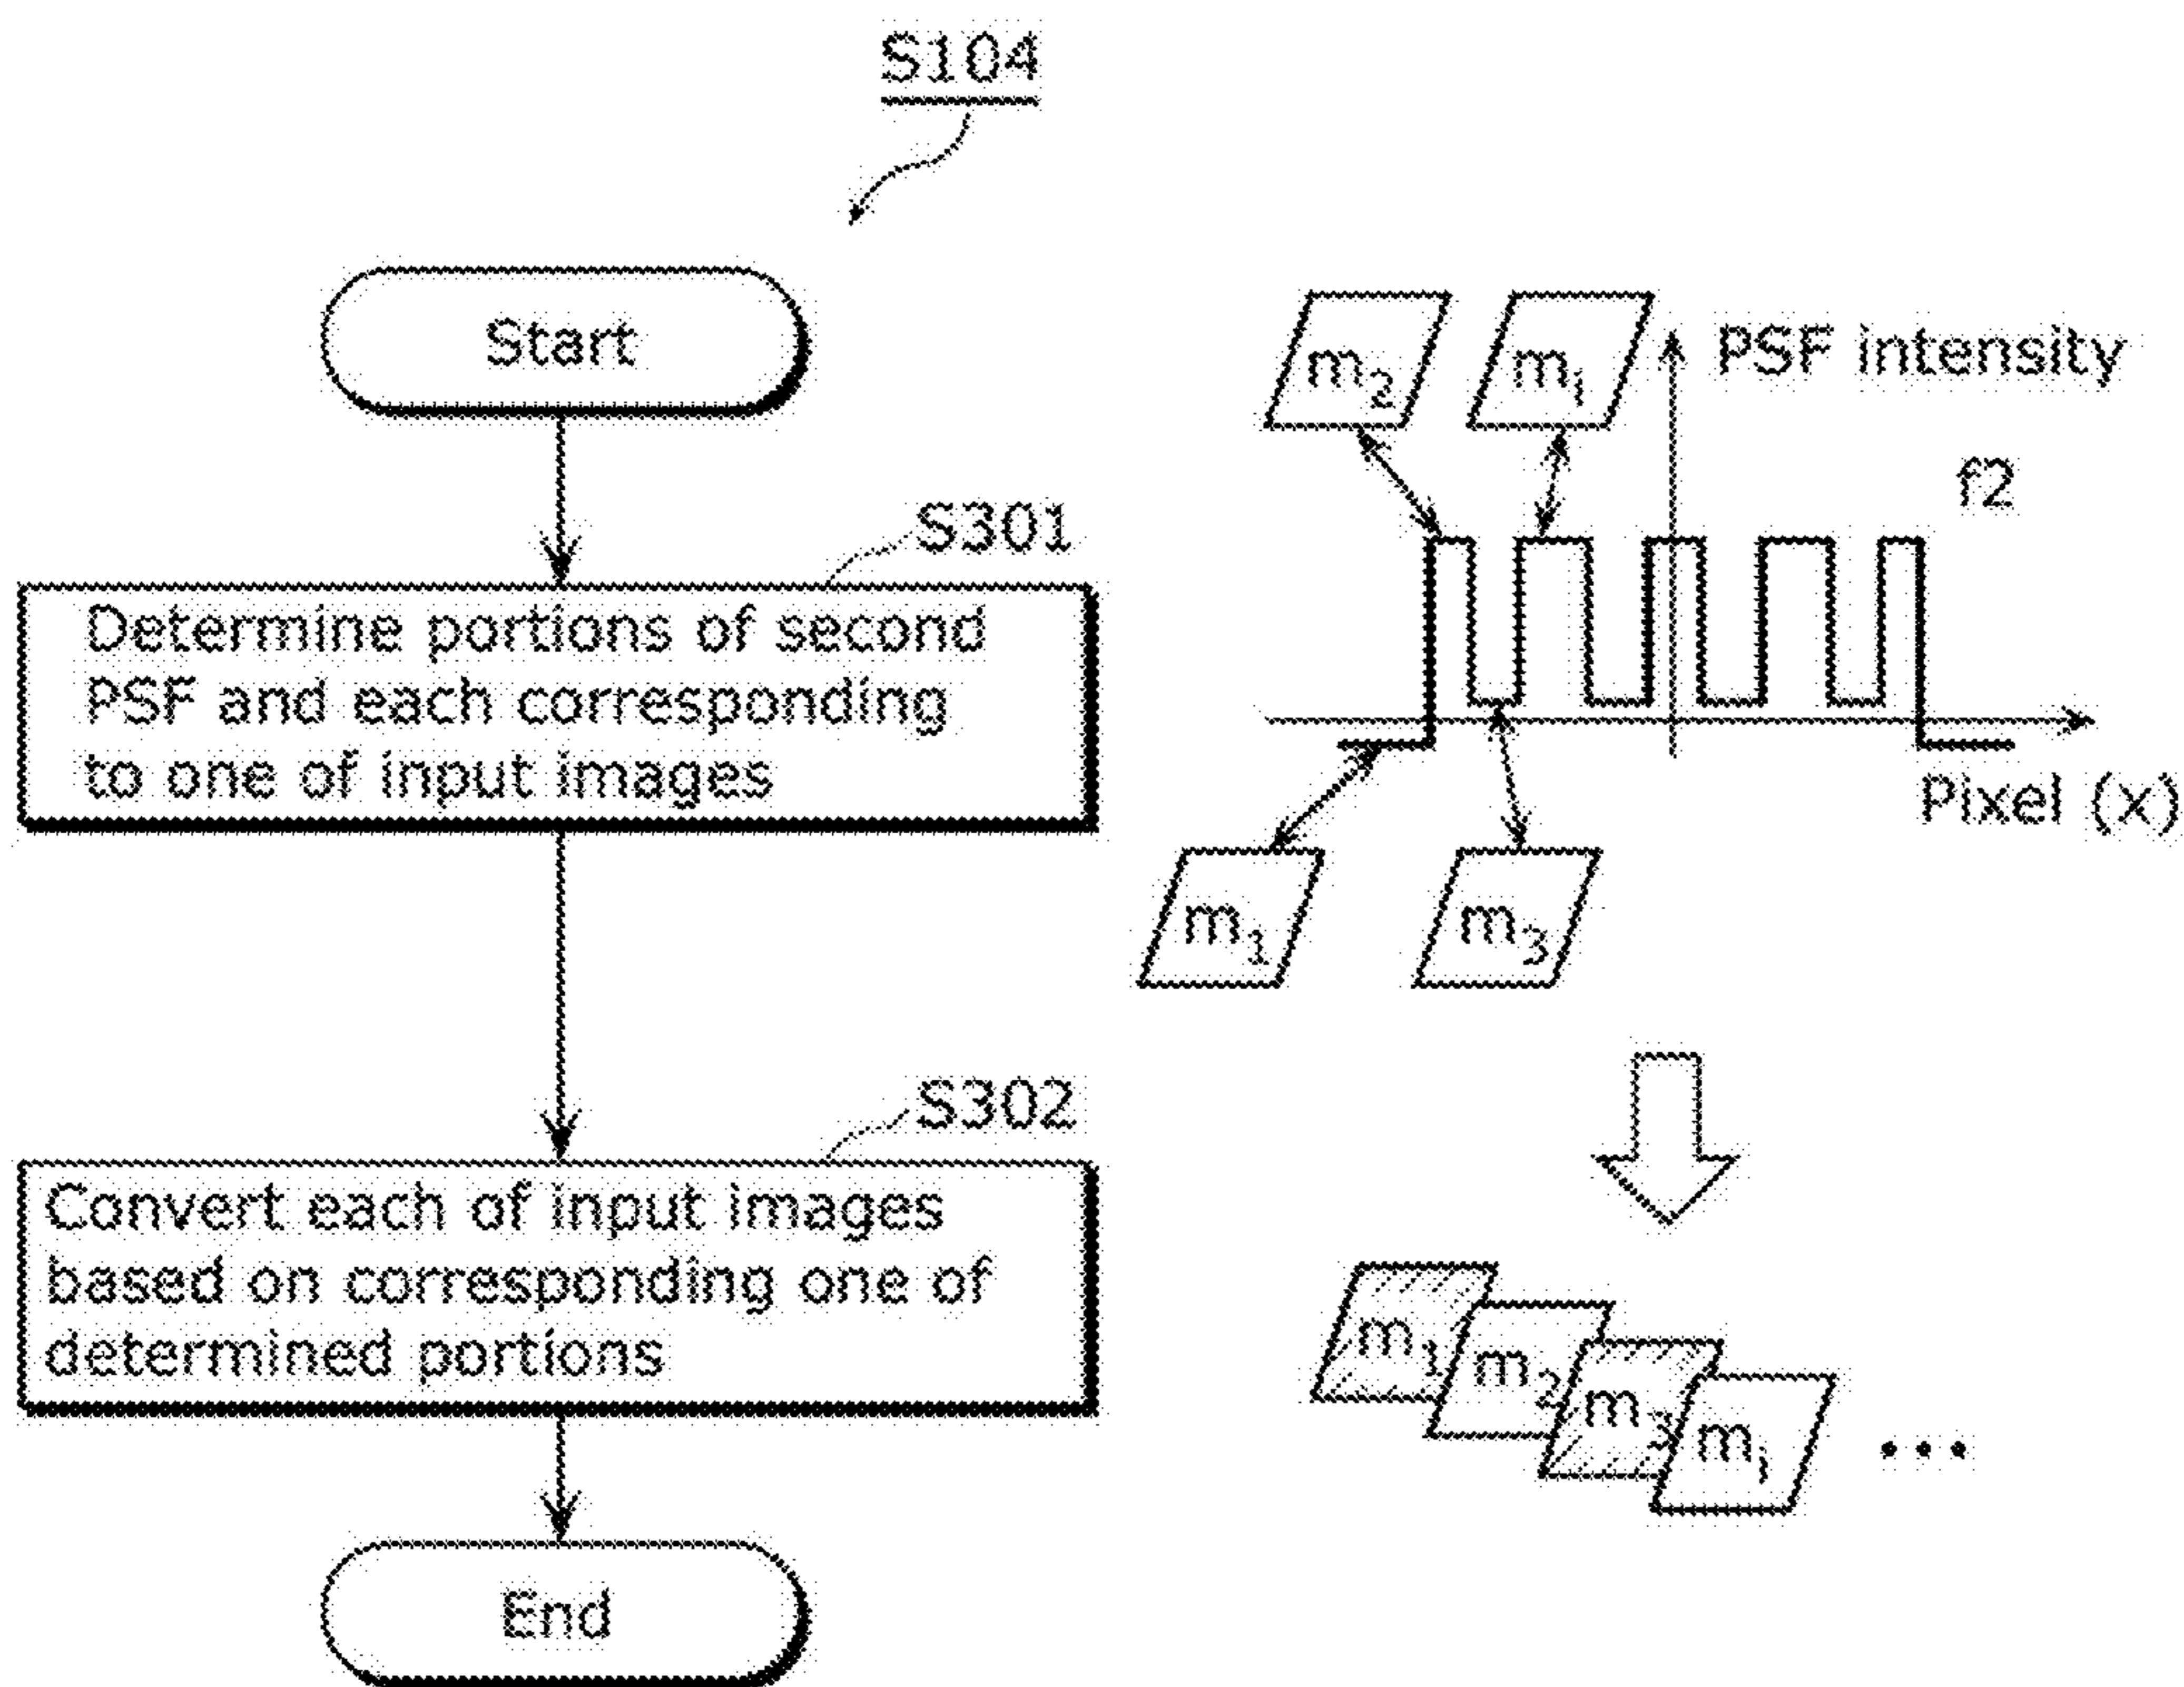 S104
Start
S301
Determine portions of second
PSF and each corresponding
to one of input images
S302
Convert each of input images
based on corresponding one of
determined portions
End
m2
mi
PSF intensity
f2
Pixel (x)
m1
m3
m1
m2
m3
mi
...